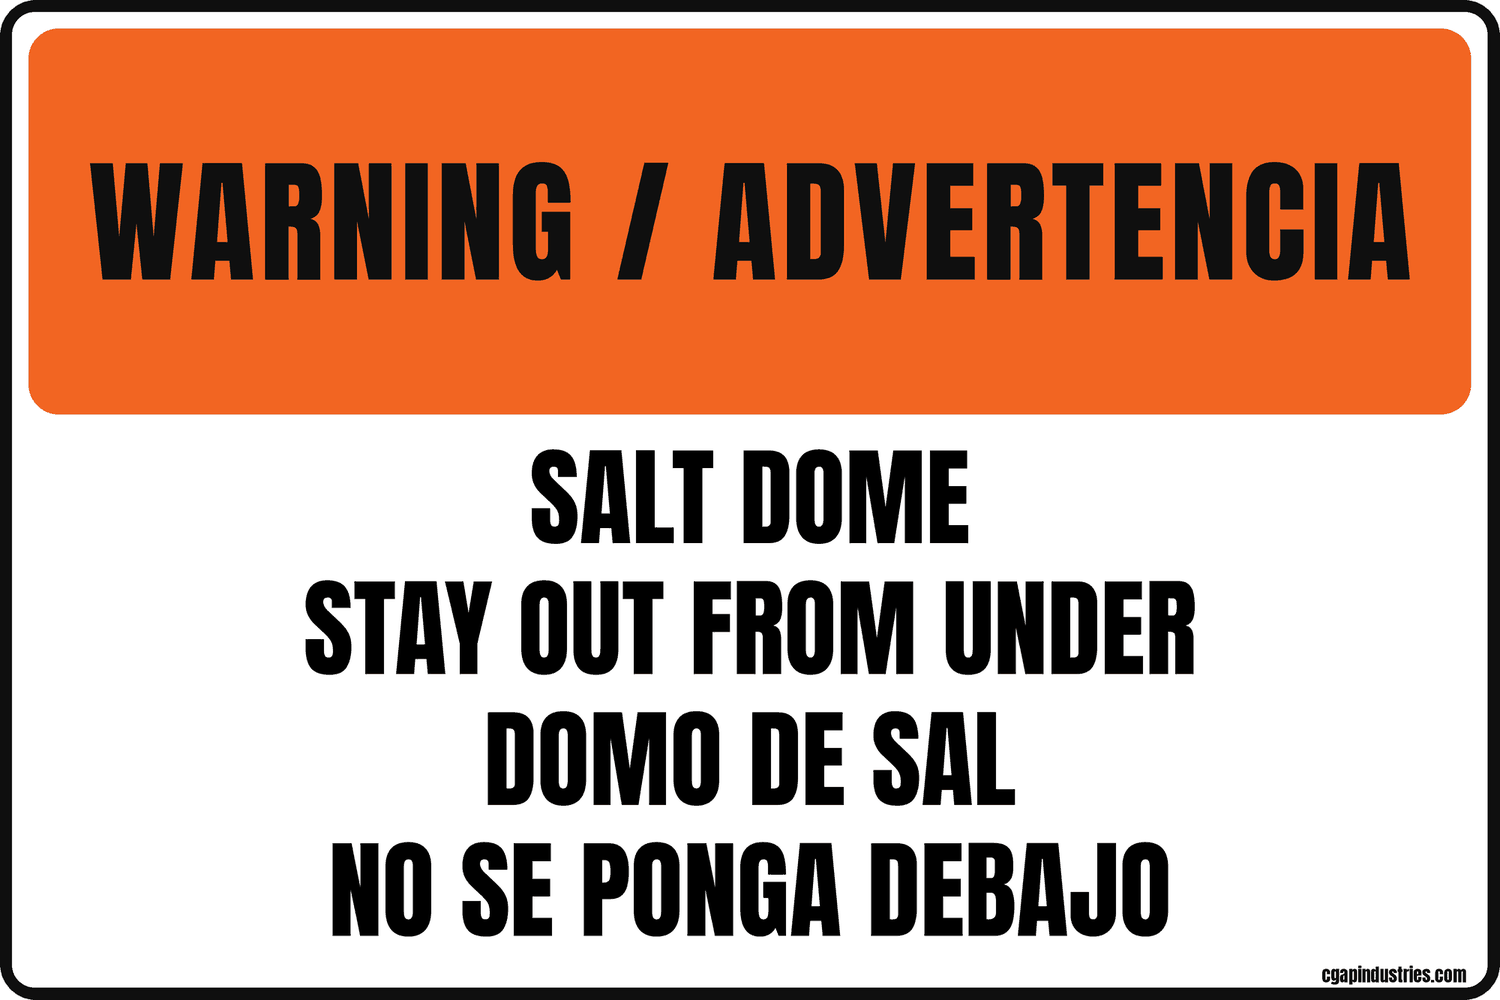 WARNING / ADVERTENCIA
SALT DOME
STAY OUT FROM UNDER
DOMO DE SAL
NO SE PONGA DEBAJO
cgapindustries.com